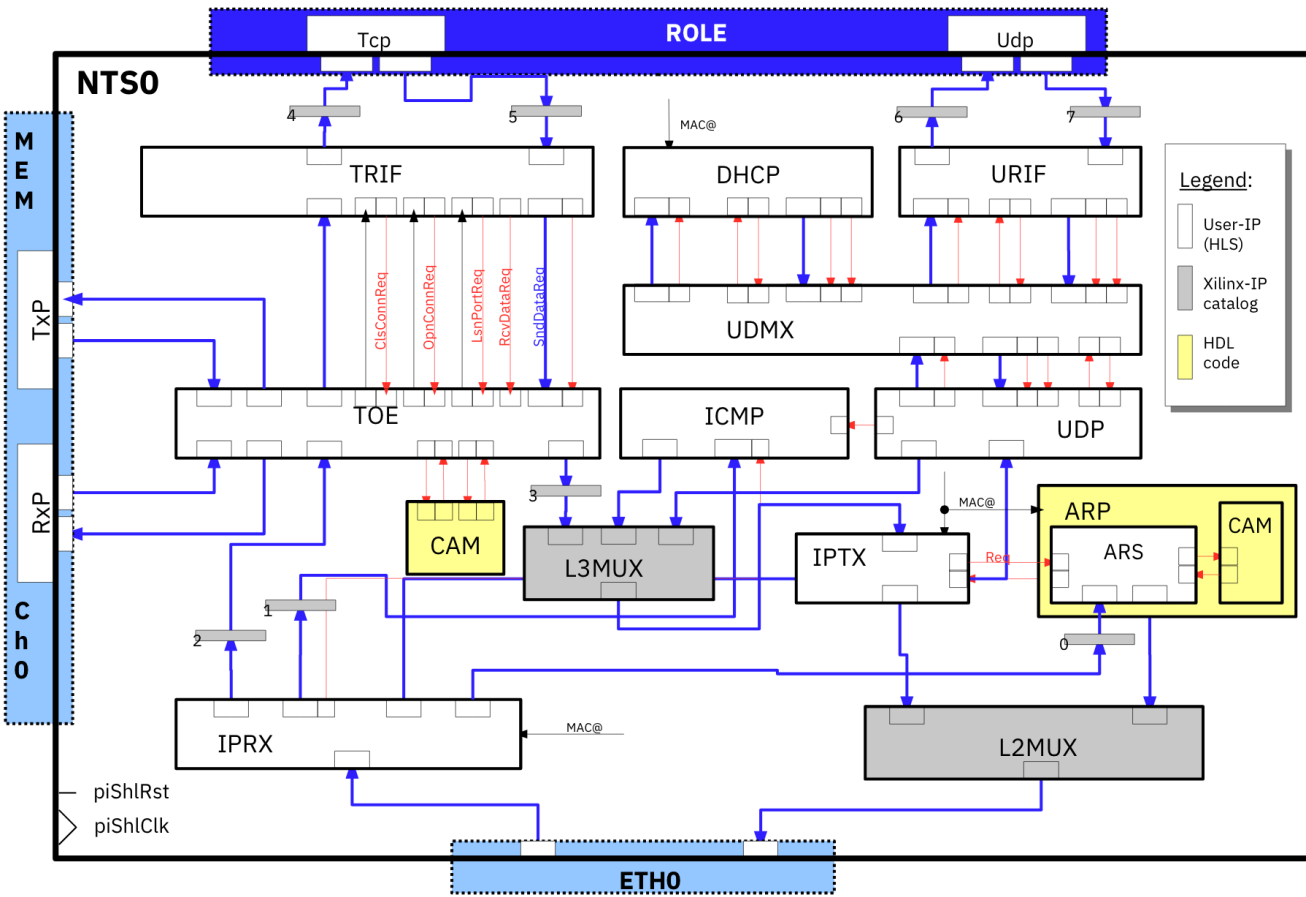 ROLE
Tcp
Udp
NTS0
M
E
M
4
5
6
7
MAC@
TRIF
DHCP
URIF
Legend:
User-IP
(HLS)
Xilinx-IP
catalog
HDL
code
ClsConnReq
OpnConnReq
LsnPortReq
RcvDataReq
SndDataReq
TxP
UDMX
TOE
ICMP
UDP
RxP
3
MAC@
ARP
CAM
CAM
L3MUX
IPTX
Req
ARS
C
h
0
1
2
0
IPRX
MAC@
L2MUX
piShlRst
piShlClk
ETH0